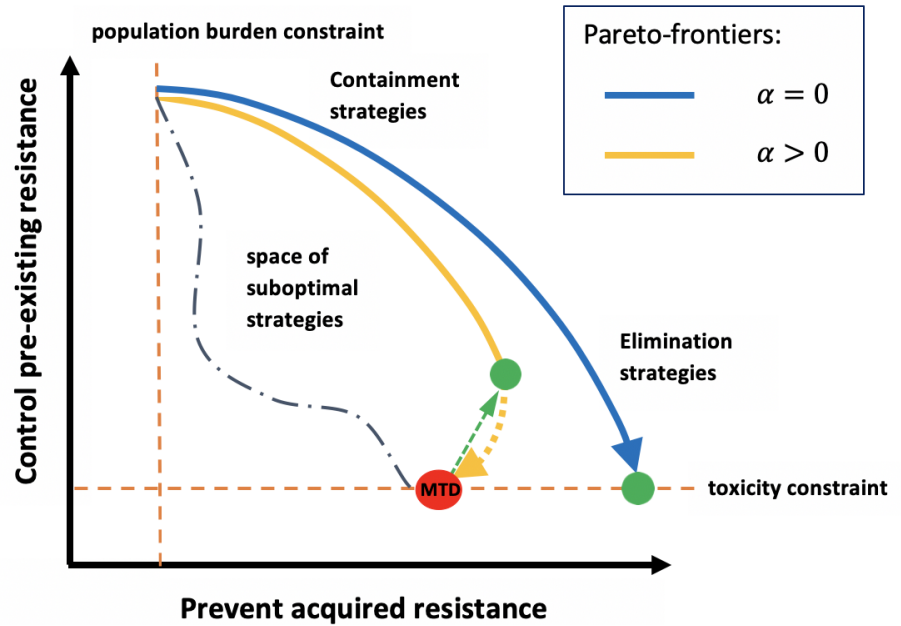 population burden constraint
Pareto-frontiers:
α = 0
α > 0
Containment
strategies
Control pre-existing resistance
space of
suboptimal
strategies
Elimination
strategies
MTD
toxicity constraint
Prevent acquired resistance